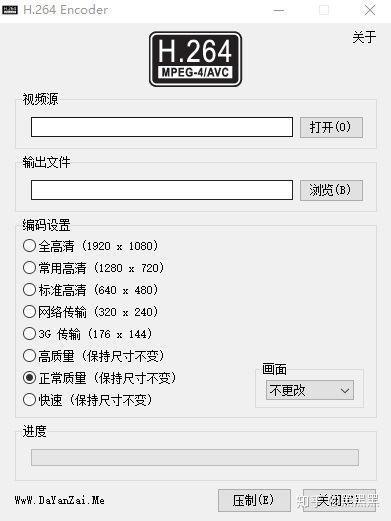 H.264 Encoder
关于
H.264
MPEG-4/AVC
视频源
打开(O)
输出文件
浏览(B)
编码设置
全高清 (1920 x 1080)
常用高清 (1280 x 720)
标准高清 (640 x 480)
网络传输 (320 x 240)
3G 传输 (176 x 144)
高质量 (保持尺寸不变)
正常质量 (保持尺寸不变)
快速 (保持尺寸不变)
画面
不更改
进度
WwW.DaYanZai.Me
压制(E)
关闭
知乎
黑黑